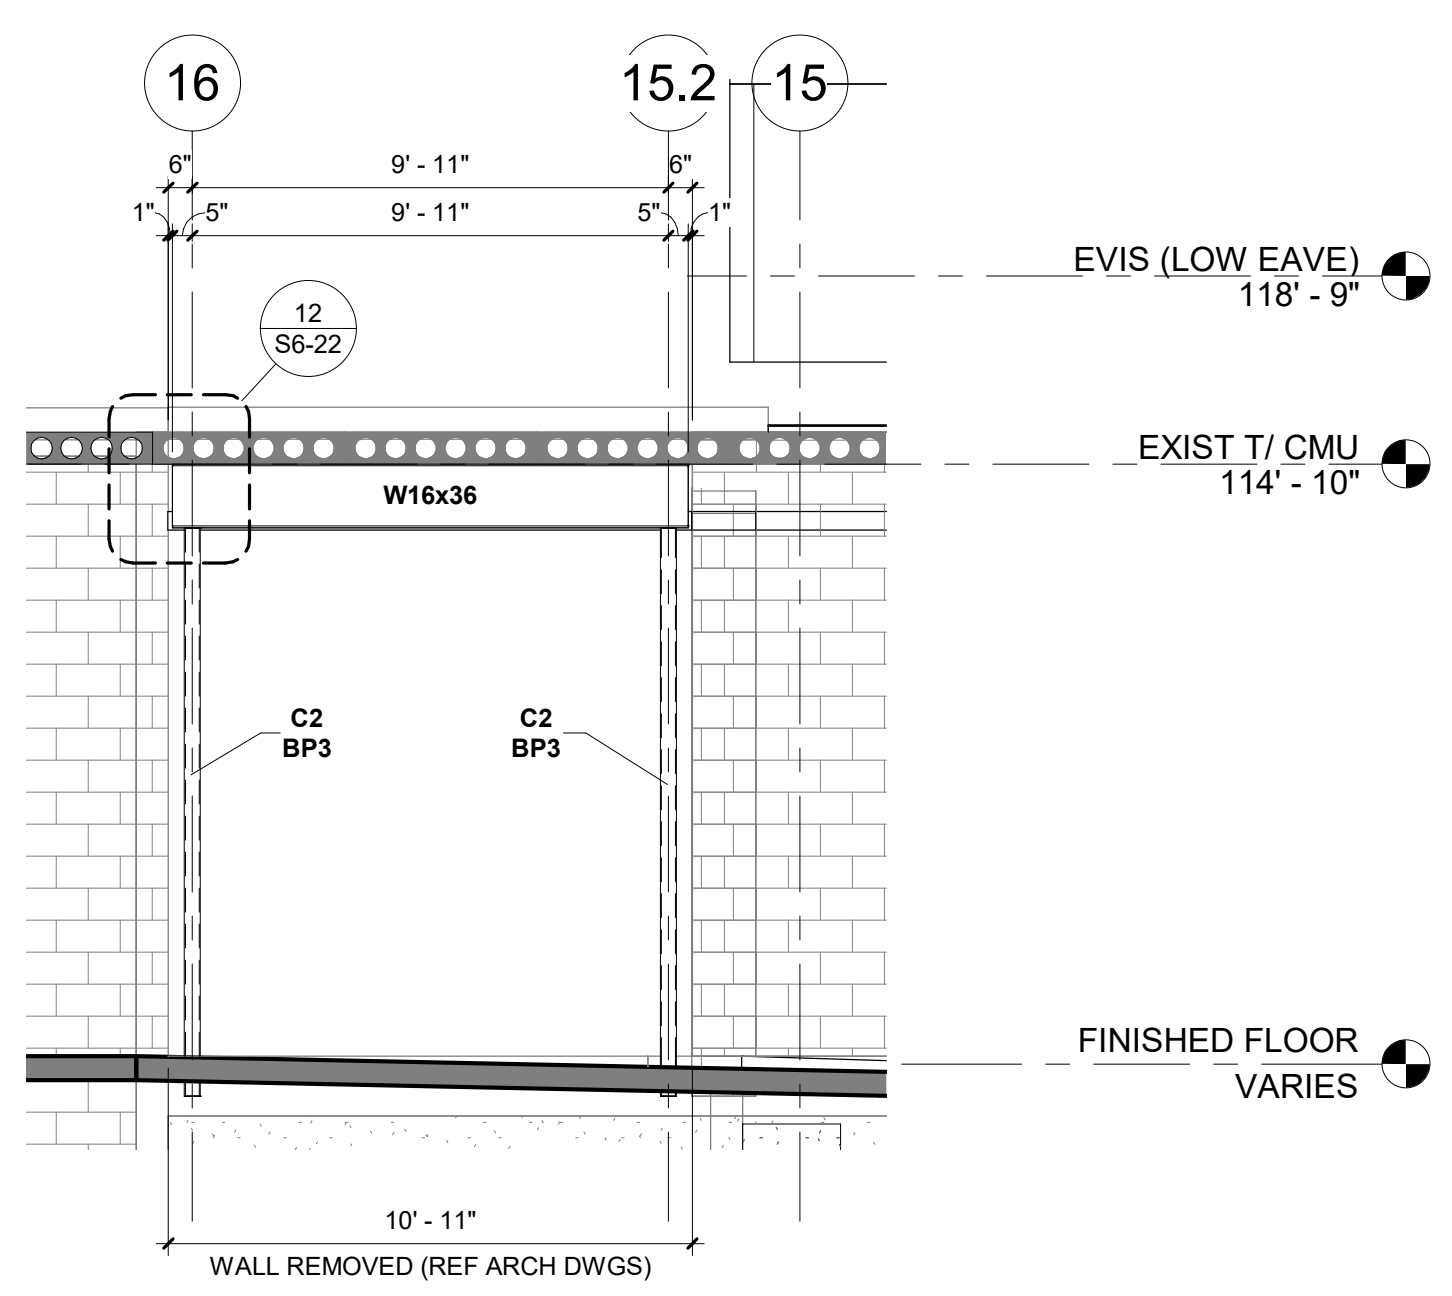 16
15.2
15
6"
9' - 11"
6"
1"
5"
9' - 11"
5"
1"
EVIS (LOW EAVE)
118' - 9"
12
S6-22
EXIST T/ CMU
114' - 10"
W16x36
C2
BP3
C2
BP3
FINISHED FLOOR
VARIES
10' - 11"
WALL REMOVED (REF ARCH DWGS)